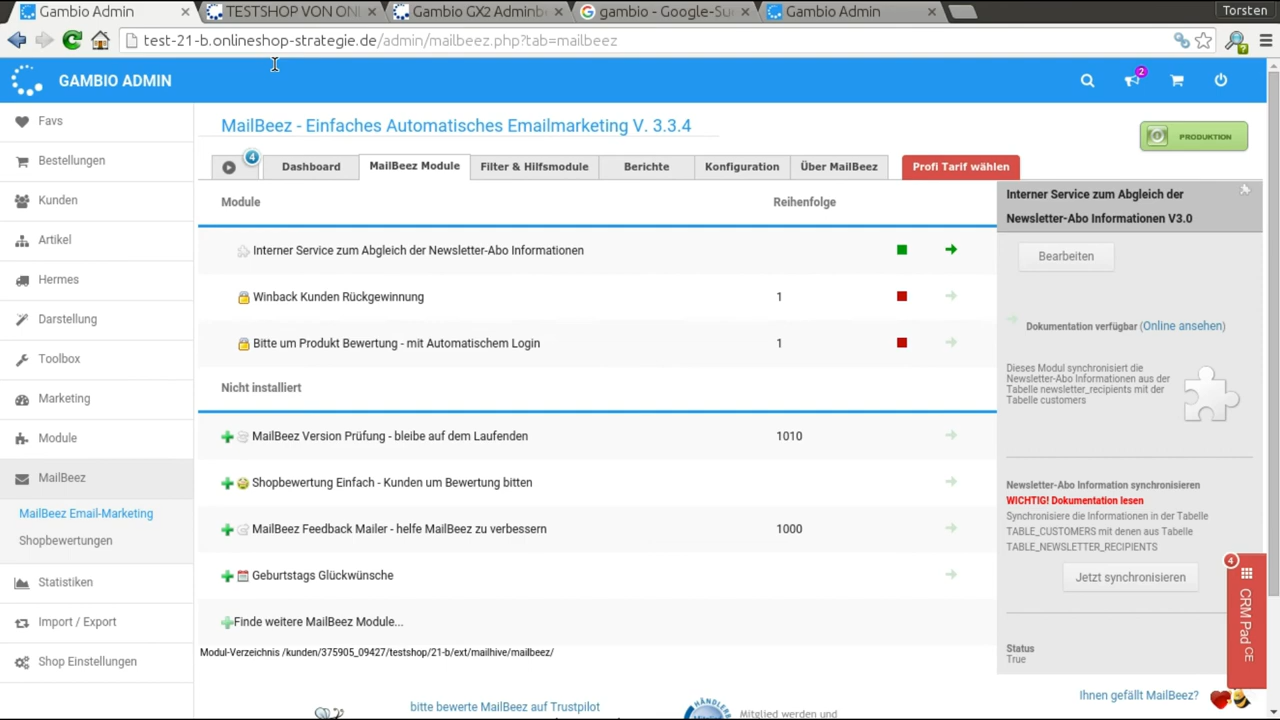 Gambio Admin
TESTSHOP VON ONL
Gambio GX2 Adminb
gambio - Google-Su
Gambio Admin
Torsten
test-21-b.onlineshop-strategie.de/admin/mailbeez.php?tab=mailbeez
GAMBIO ADMIN
2
Favs
Bestellungen
Kunden
Artikel
Hermes
Darstellung
Toolbox
Marketing
Module
MailBeez
MailBeez Email-Marketing
Shopbewertungen
Statistiken
Import / Export
Shop Einstellungen
MailBeez - Einfaches Automatisches Emailmarketing V. 3.3.4
PRODUKTION
4
Dashboard
MailBeez Module
Filter & Hilfsmodule
Berichte
Konfiguration
Über MailBeez
Profi Tarif wählen
Module
Reihenfolge
Interner Service zum Abgleich der Newsletter-Abo Informationen
Winback Kunden Rückgewinnung
1
Bitte um Produkt Bewertung - mit Automatischem Login
1
Nicht installiert
MailBeez Version Prüfung - bleibe auf dem Laufenden
1010
Shopbewertung Einfach - Kunden um Bewertung bitten
MailBeez Feedback Mailer - helfe MailBeez zu verbessern
1000
Geburtstags Glückwünsche
Finde weitere MailBeez Module...
Modul-Verzeichnis /kunden/375905_09427/testshop/21-b/ext/mailhive/mailbeez/
bitte bewerte MailBeez auf Trustpilot
HÄNDLER
Mitglied werden und
Interner Service zum Abgleich der
Newsletter-Abo Informationen V3.0
Bearbeiten
Dokumentation verfügbar (Online ansehen)
Dieses Modul synchronisiert die
Newsletter-Abo Informationen aus der
Tabelle newsletter_recipients mit der
Tabelle customers
Newsletter-Abo Information synchronisieren
WICHTIG! Dokumentation lesen
Synchronisiere die Informationen in der Tabelle
TABLE_CUSTOMERS mit denen aus Tabelle
TABLE_NEWSLETTER_RECIPIENTS
Jetzt synchronisieren
Status
True
4
CRM Pad CE
Ihnen gefällt MailBeez?